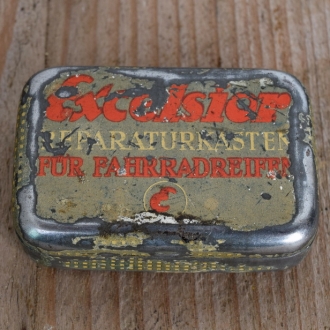 Excelsior
REPARATURKASTEN
FÜR FAHRRADREIFEN